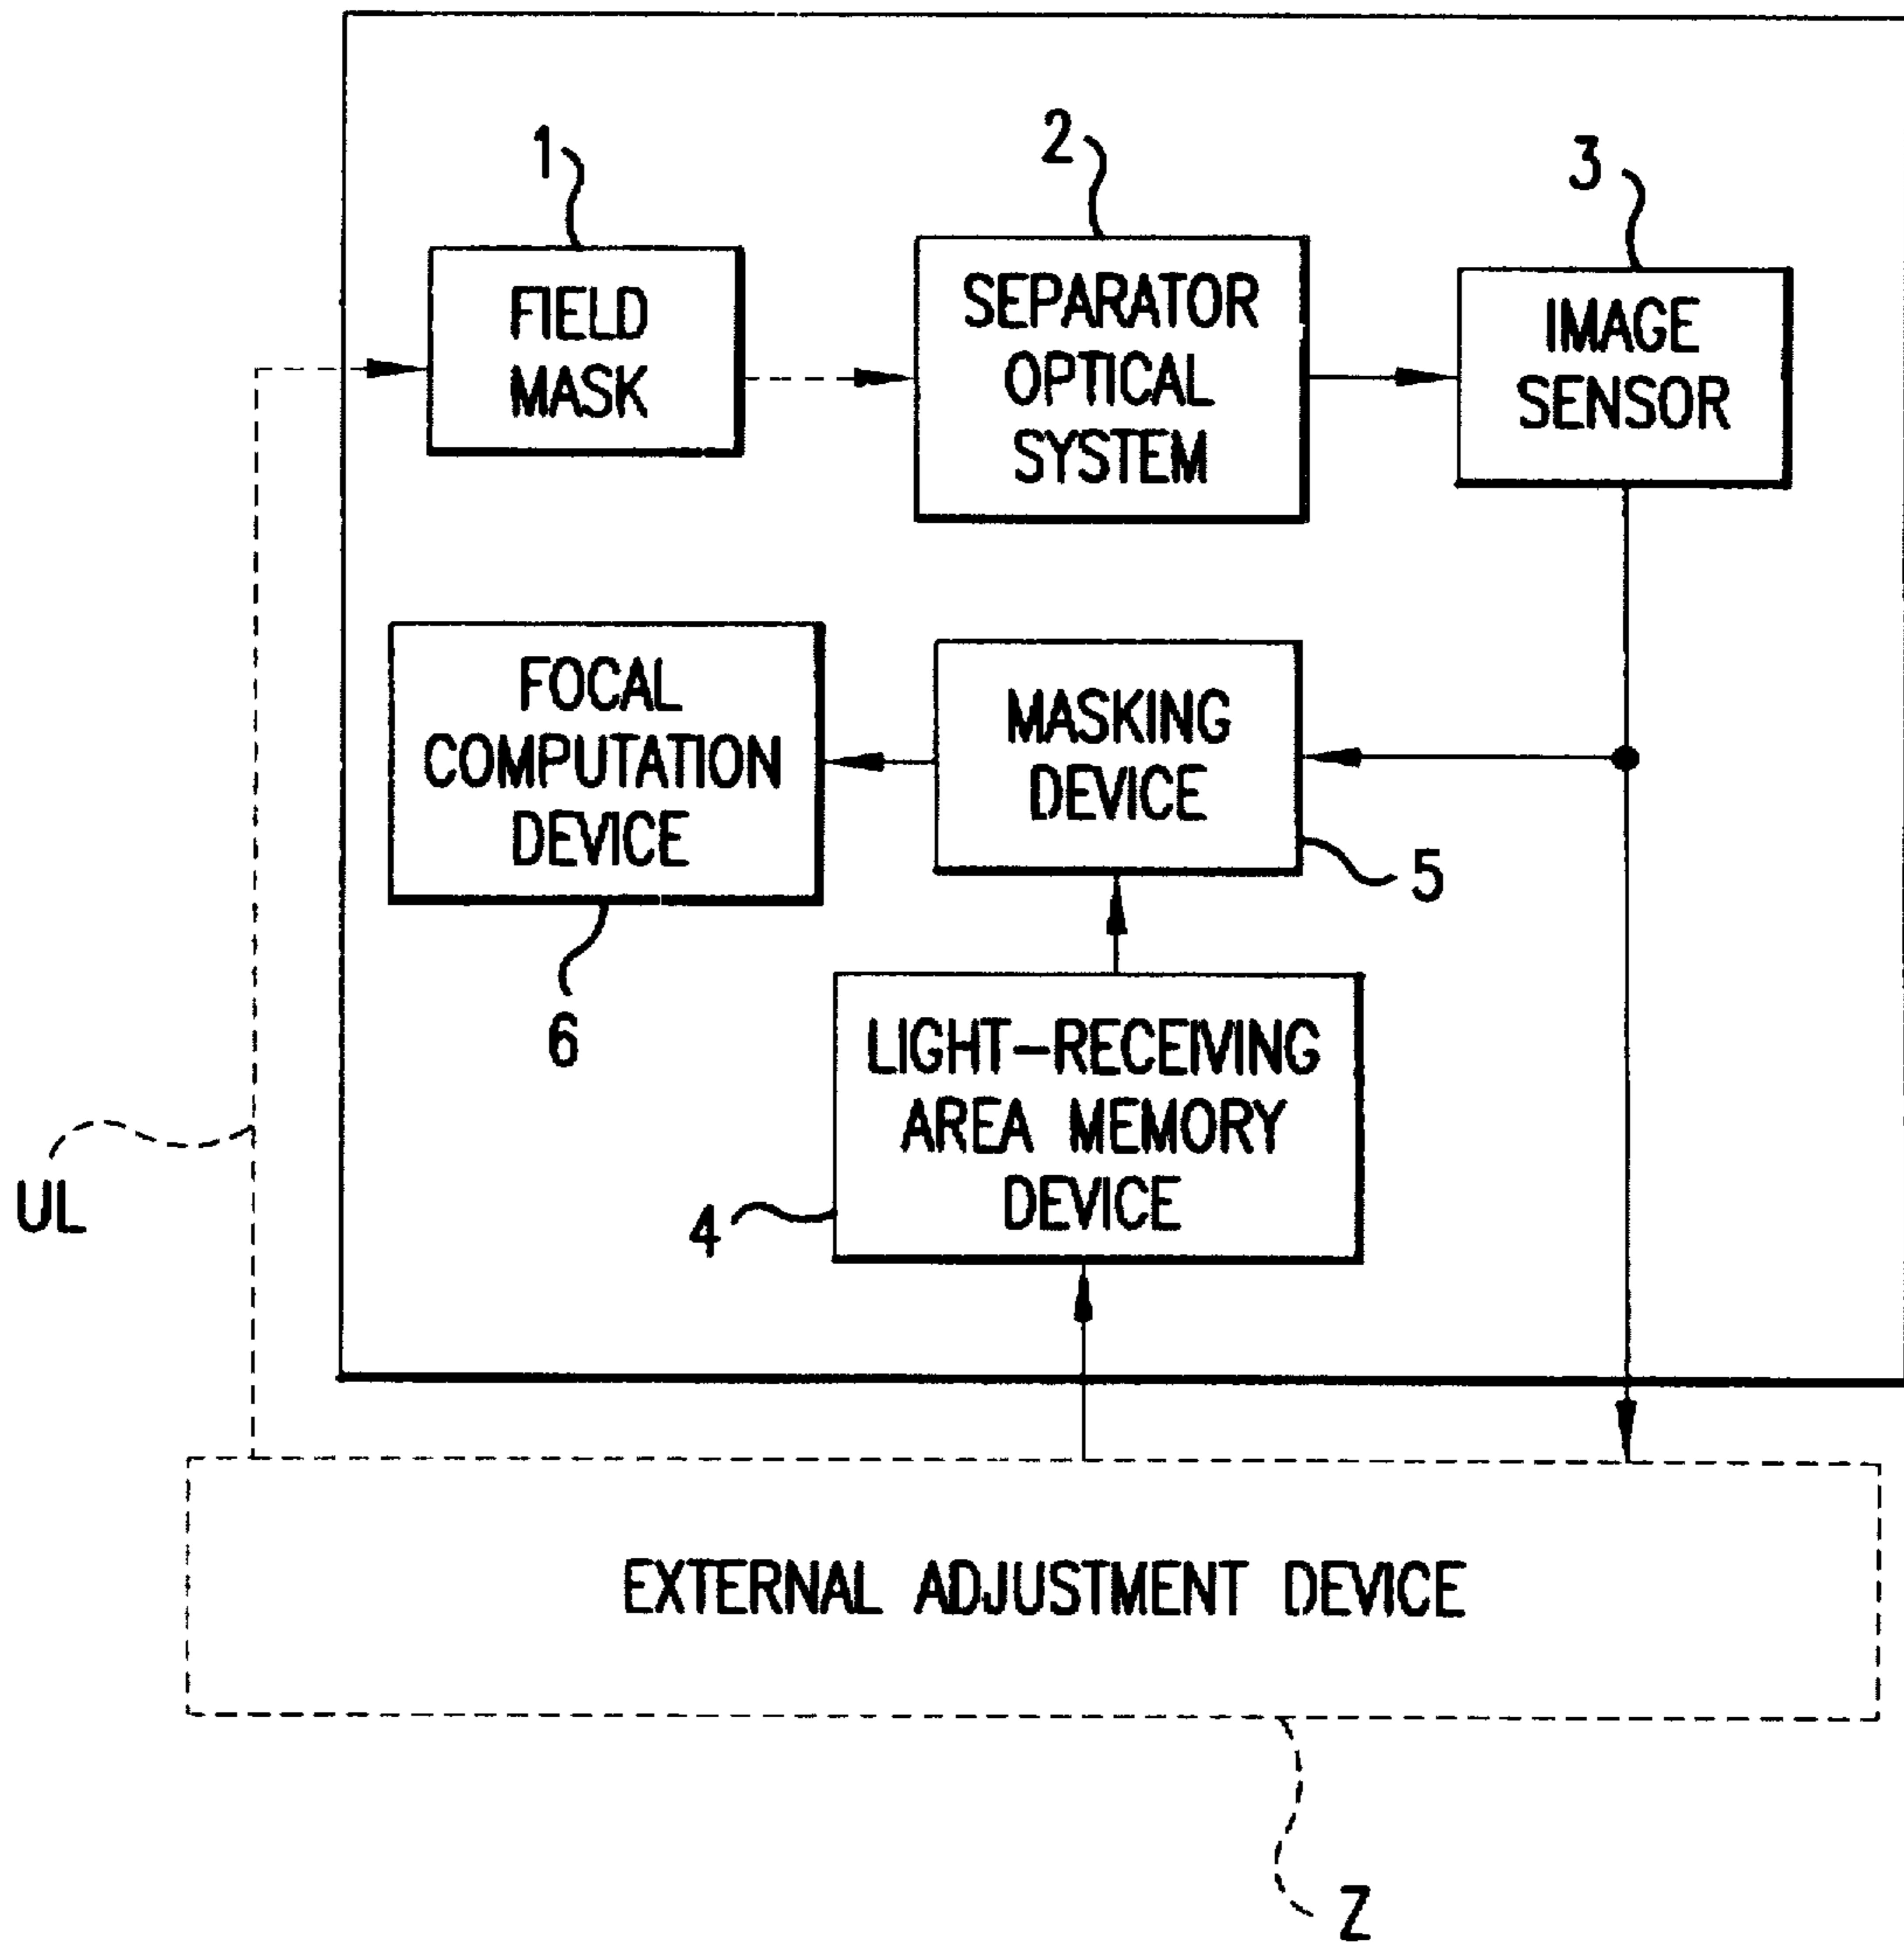 1
2
3
FIELD
MASK
SEPARATOR
OPTICAL
SYSTEM
IMAGE
SENSOR
FOCAL
COMPUTATION
DEVICE
6
MASKING
DEVICE
5
LIGHT-RECEIVING
AREA MEMORY
DEVICE
4
UL
EXTERNAL ADJUSTMENT DEVICE
Z